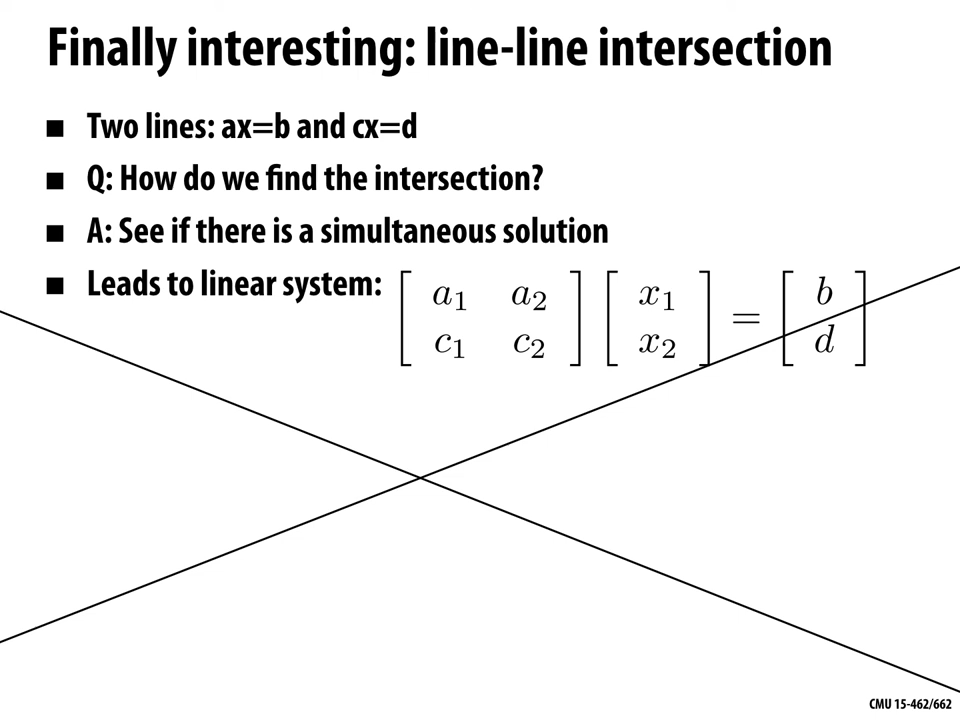 Finally interesting: line-line intersection
■ Two lines: ax=b and cx=d
■ Q: How do we find the intersection?
■ A: See if there is a simultaneous solution
■ Leads to linear system: [ a₁ a₂ ] [ x₁ ] = [ b ]
[ c₁ c₂ ] [ x₂ ] [ d ]
CMU 15-462/662